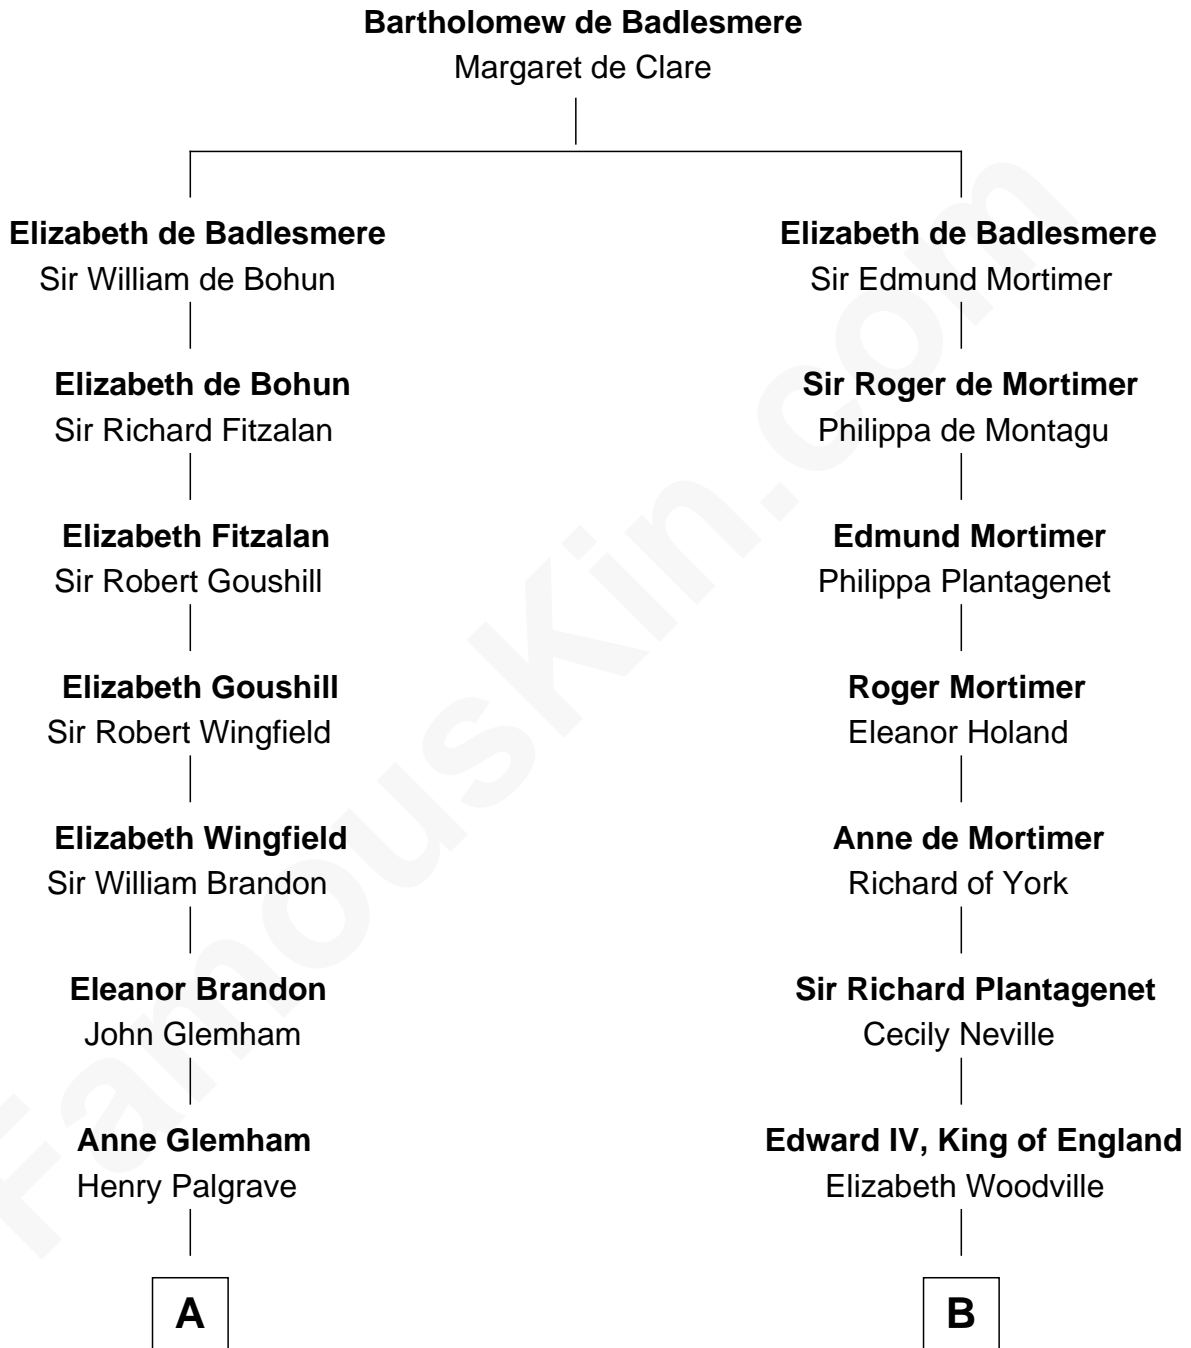 Bartholomew de Badlesmere
Margaret de Clare
Elizabeth de Badlesmere
Sir William de Bohun
Elizabeth de Bohun
Sir Richard Fitzalan
Elizabeth Fitzalan
Sir Robert Goushill
Elizabeth Goushill
Sir Robert Wingfield
Elizabeth Wingfield
Sir William Brandon
Eleanor Brandon
John Glemham
Anne Glemham
Henry Palgrave
A
Elizabeth de Badlesmere
Sir Edmund Mortimer
Sir Roger de Mortimer
Philippa de Montagu
Edmund Mortimer
Philippa Plantagenet
Roger Mortimer
Eleanor Holand
Anne de Mortimer
Richard of York
Sir Richard Plantagenet
Cecily Neville
Edward IV, King of England
Elizabeth Woodville
B
FamousKin.com